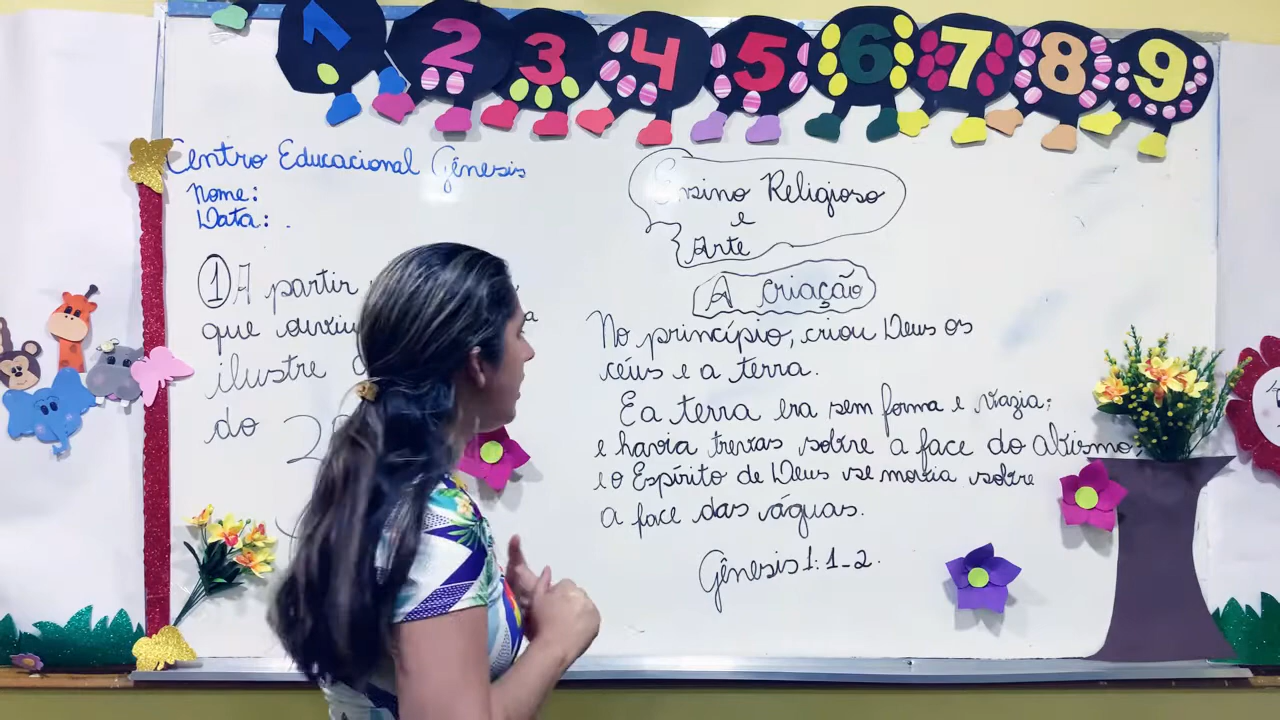 1 2 3 4 5 6 7 8 9
Centro Educacional Gênesis
Nome:
Data: .
1 A partir
que
ilustre
do
Ensino Religioso
e
Arte
A criação
No princípio, criou Deus os
céus e a terra.
E a terra era sem forma e vazia;
e havia trevas sobre a face do abismo,
e o Espírito de Deus se movia sobre
a face das águas.
Gênesis 1:1-2.